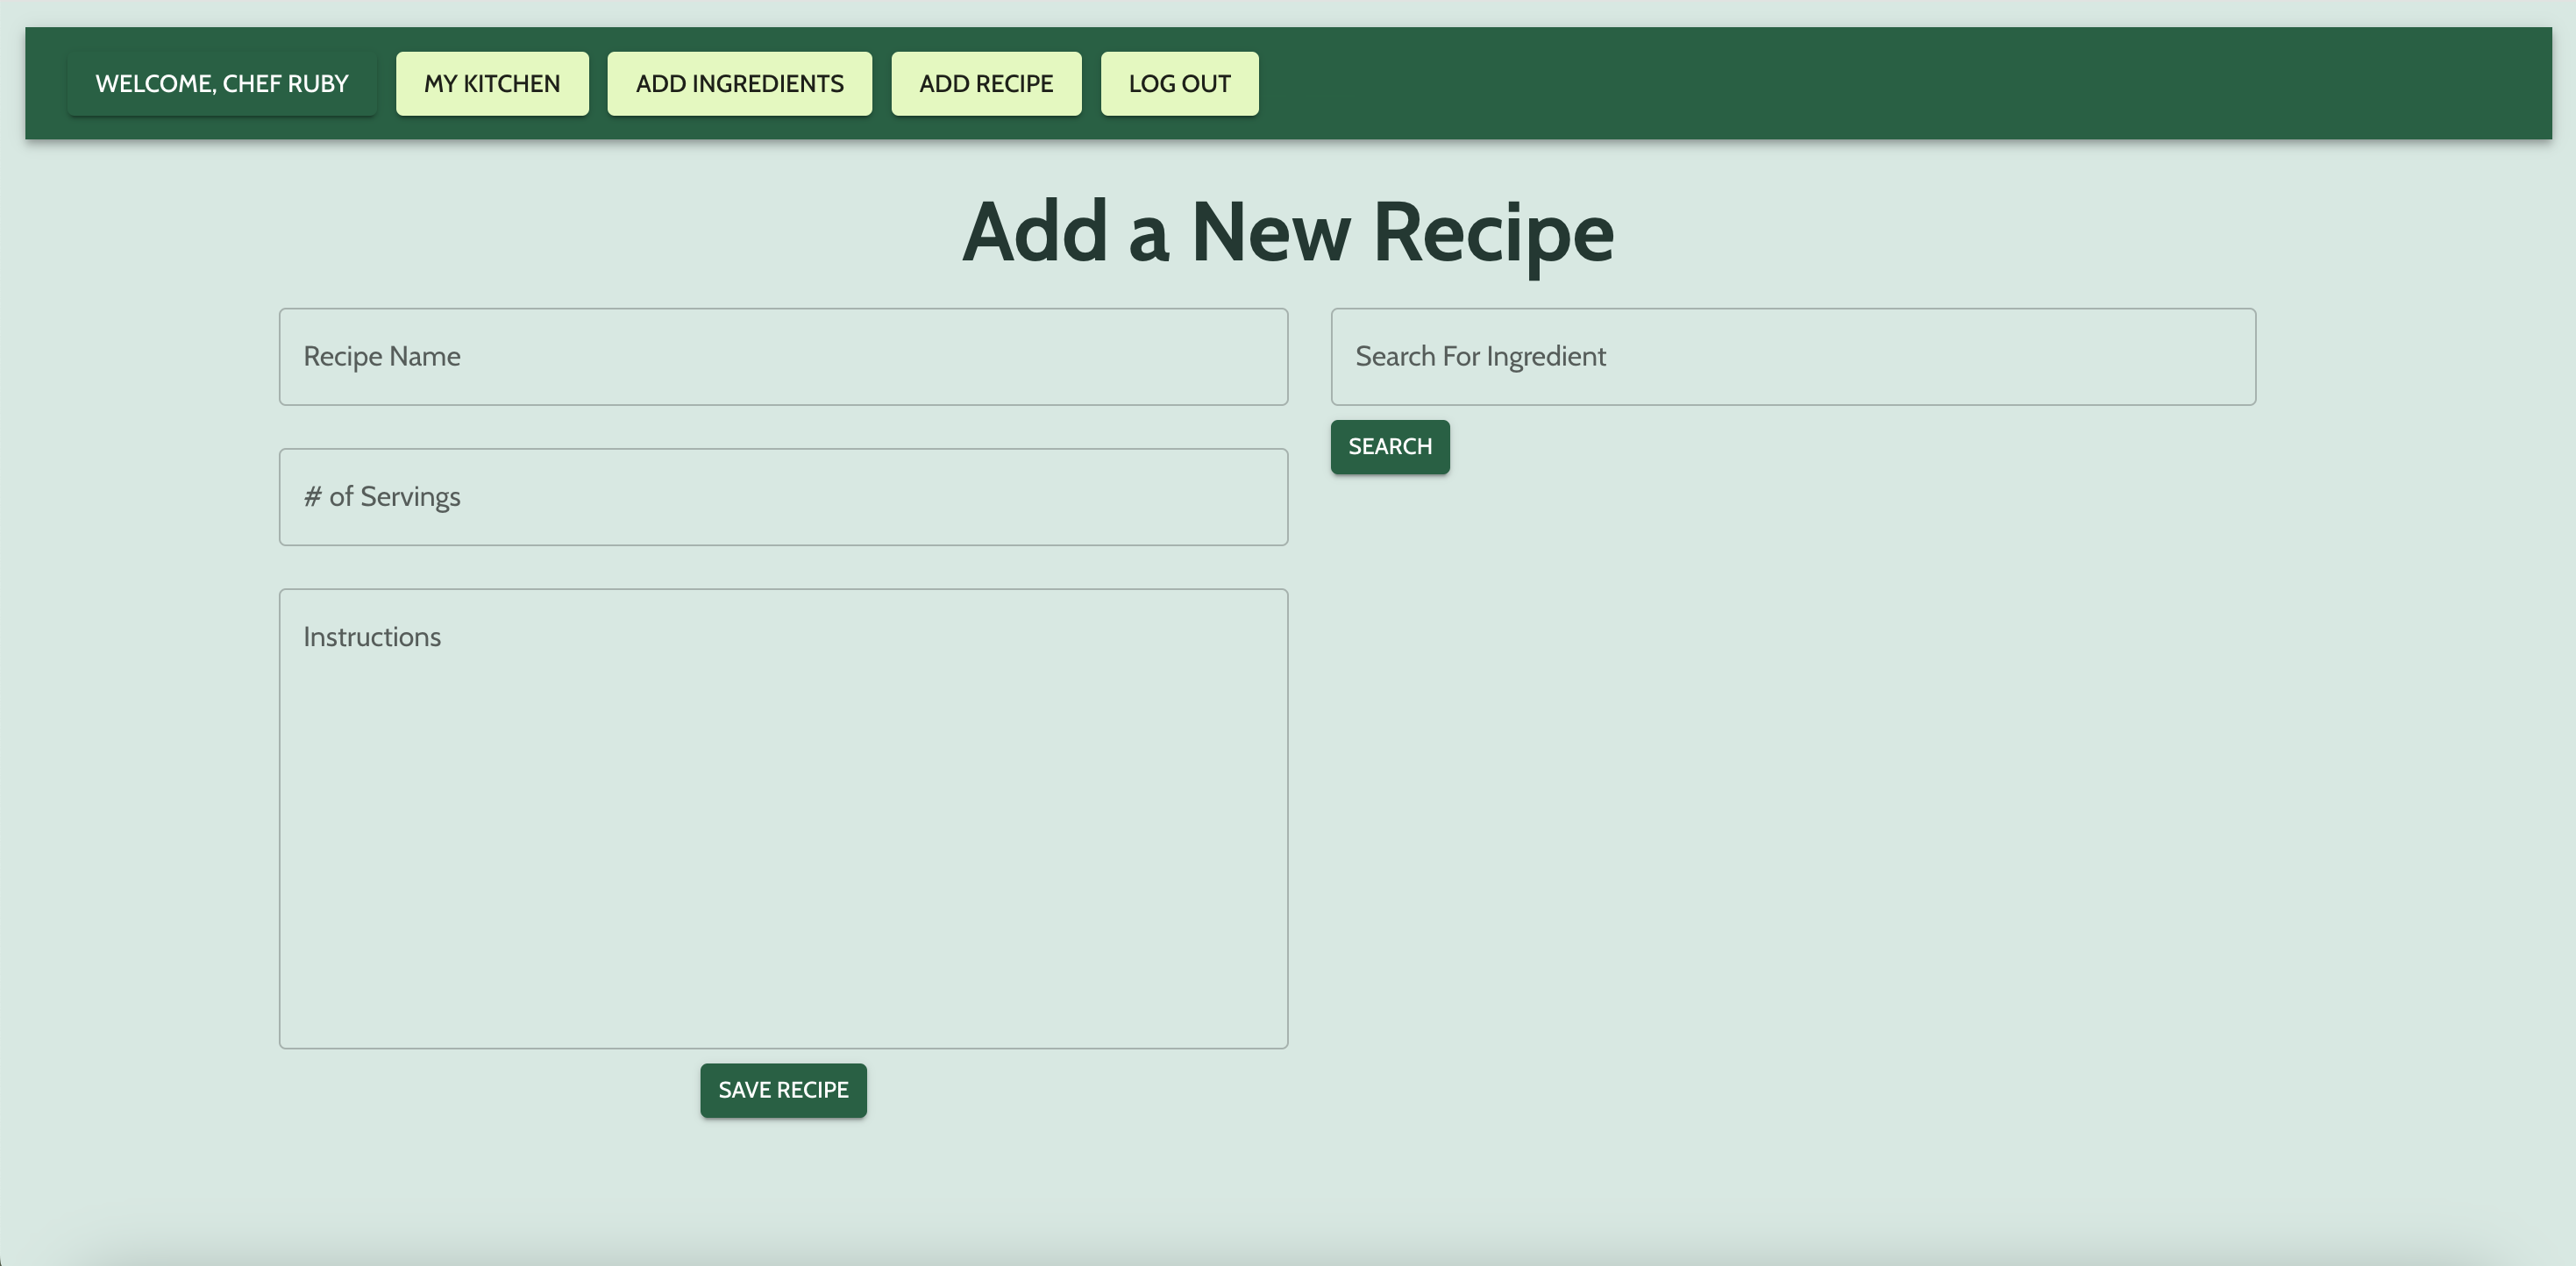 WELCOME, CHEF RUBY
MY KITCHEN
ADD INGREDIENTS
ADD RECIPE
LOG OUT
Add a New Recipe
Recipe Name
# of Servings
Instructions
SAVE RECIPE
Search For Ingredient
SEARCH